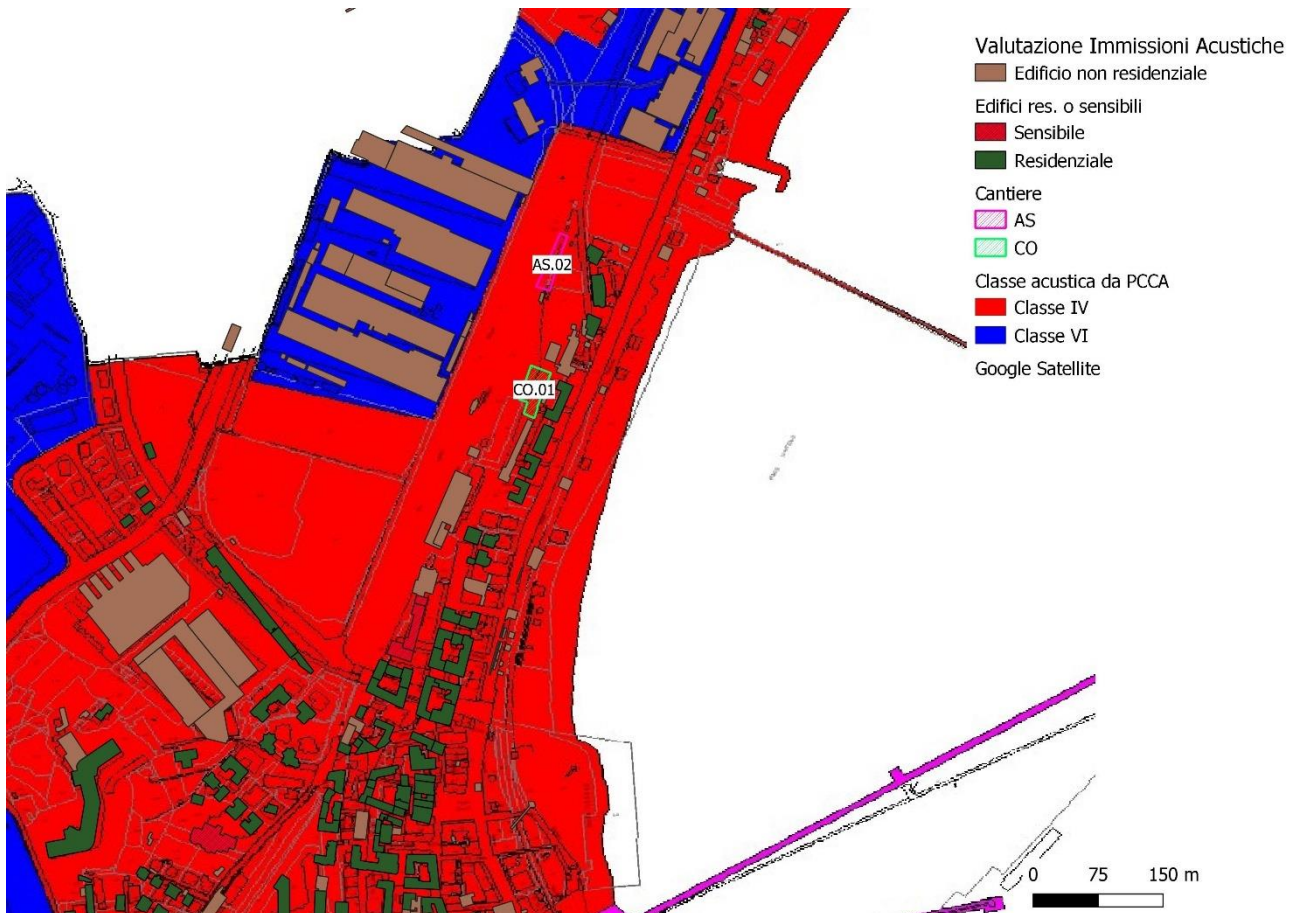 Valutazione Immissioni Acustiche
Edificio non residenziale
Edifici res. o sensibili
Sensibile
Residenziale
Cantiere
AS
CO
Classe acustica da PCCA
Classe IV
Classe VI
Google Satellite
AS.02
CO.01
0 75 150 m